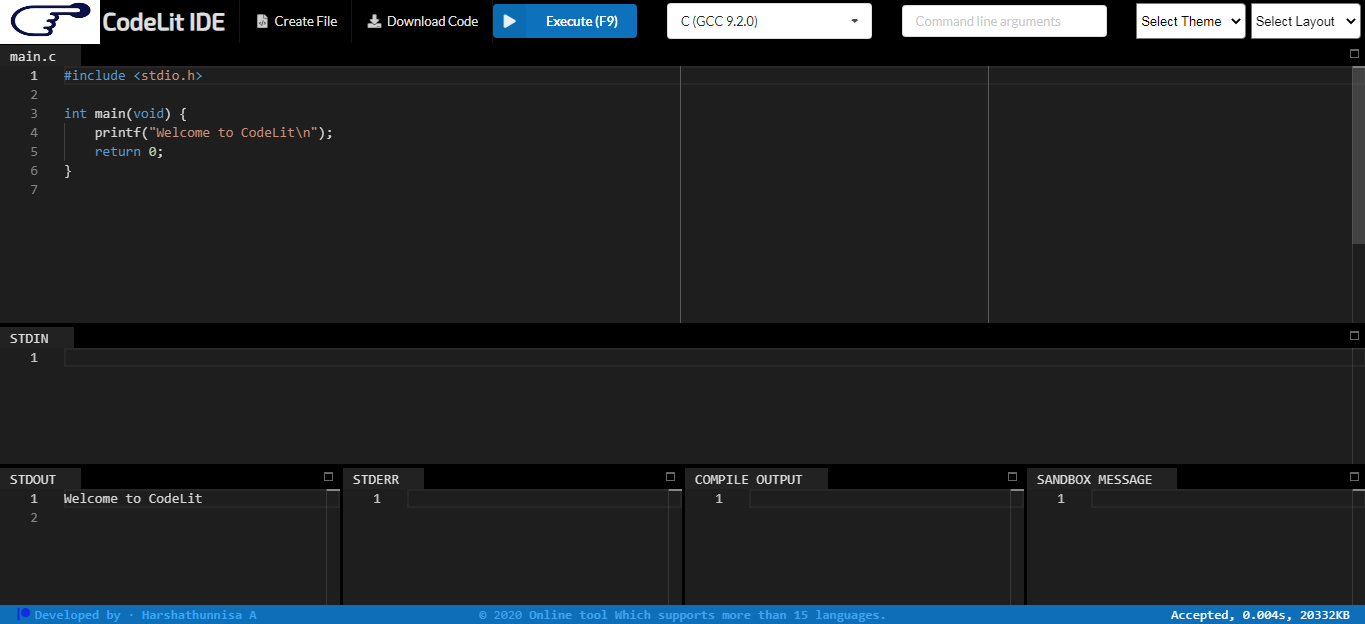 CodeLit IDE Create File Download Code Execute (F9) C (GCC 9.2.0) Command line arguments Select Theme Select Layout
main.c
1 #include <stdio.h>
2
3 int main(void) {
4 printf("Welcome to CodeLit\n");
5 return 0;
6 }
7
STDIN
1
STDOUT STDERR COMPILE OUTPUT SANDBOX MESSAGE
1 Welcome to CodeLit 1 1 1
2
Developed by · Harshathunnisa A © 2020 Online tool Which supports more than 15 languages. Accepted, 0.004s, 20332KB